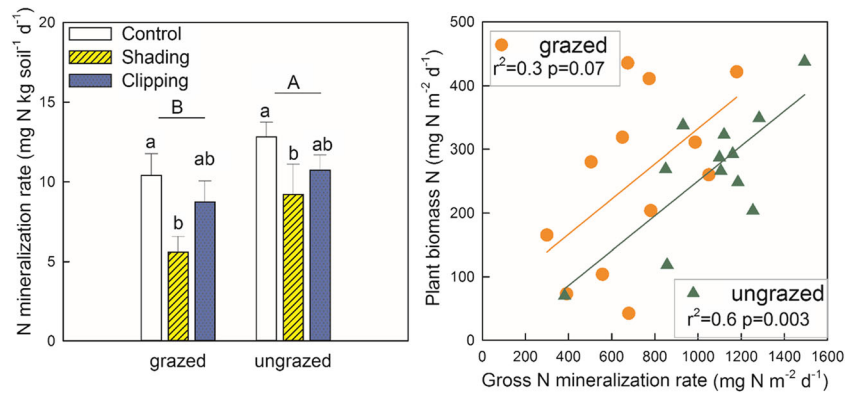 N mineralization rate (mg N kg soil⁻¹ d⁻¹)
20
15
10
5
0
Control
Shading
Clipping
B
A
a
b
ab
a
b
ab
grazed
ungrazed
Plant biomass N (mg N m⁻² d⁻¹)
500
400
300
200
100
0
grazed
r²=0.3 p=0.07
ungrazed
r²=0.6 p=0.003
0 200 400 600 800 1000 1200 1400 1600
Gross N mineralization rate (mg N m⁻² d⁻¹)